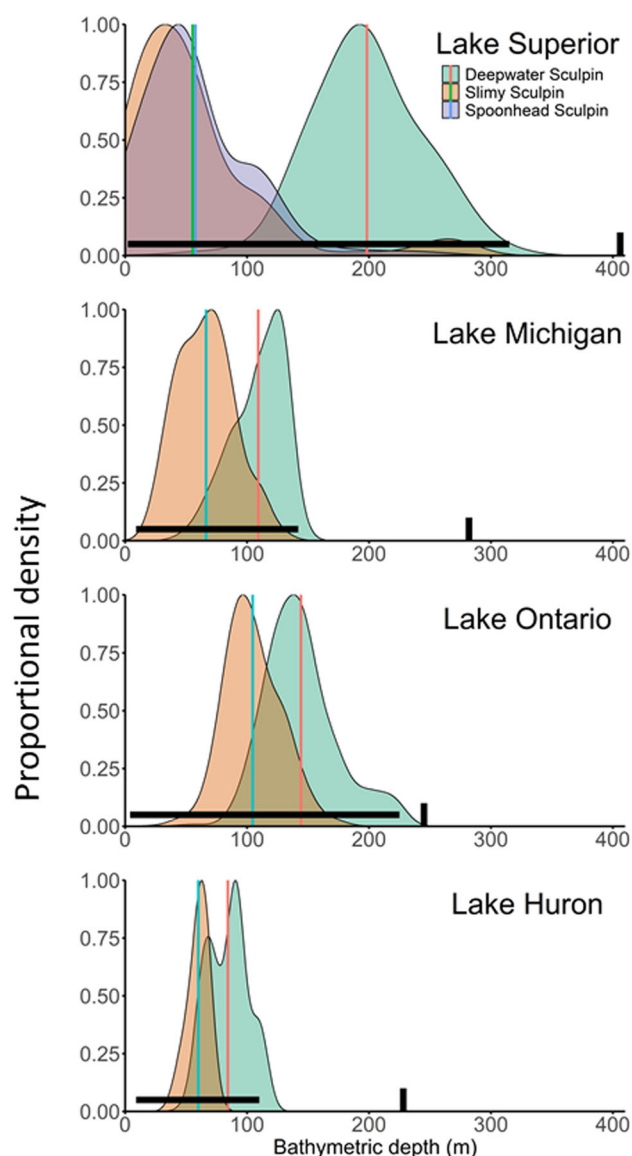 Lake Superior
Deepwater Sculpin
Slimy Sculpin
Spoonhead Sculpin
1.00
0.75
0.50
0.25
0.00
0 100 200 300 400
Lake Michigan
1.00
0.75
0.50
0.25
0.00
0 100 200 300 400
Proportional density
Lake Ontario
1.00
0.75
0.50
0.25
0.00
0 100 200 300 400
Lake Huron
1.00
0.75
0.50
0.25
0.00
0 100 200 300 400
Bathymetric depth (m)